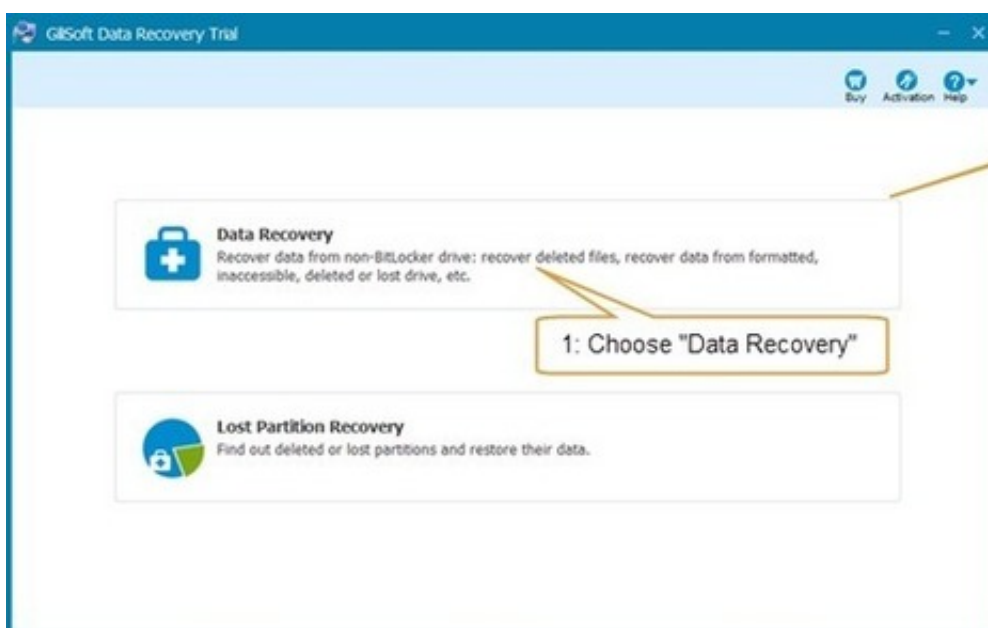 GiliSoft Data Recovery Trial
Buy Activation Help
Data Recovery
Recover data from non-BitLocker drive: recover deleted files, recover data from formatted,
inaccessible, deleted or lost drive, etc.
1: Choose "Data Recovery"
Lost Partition Recovery
Find out deleted or lost partitions and restore their data.